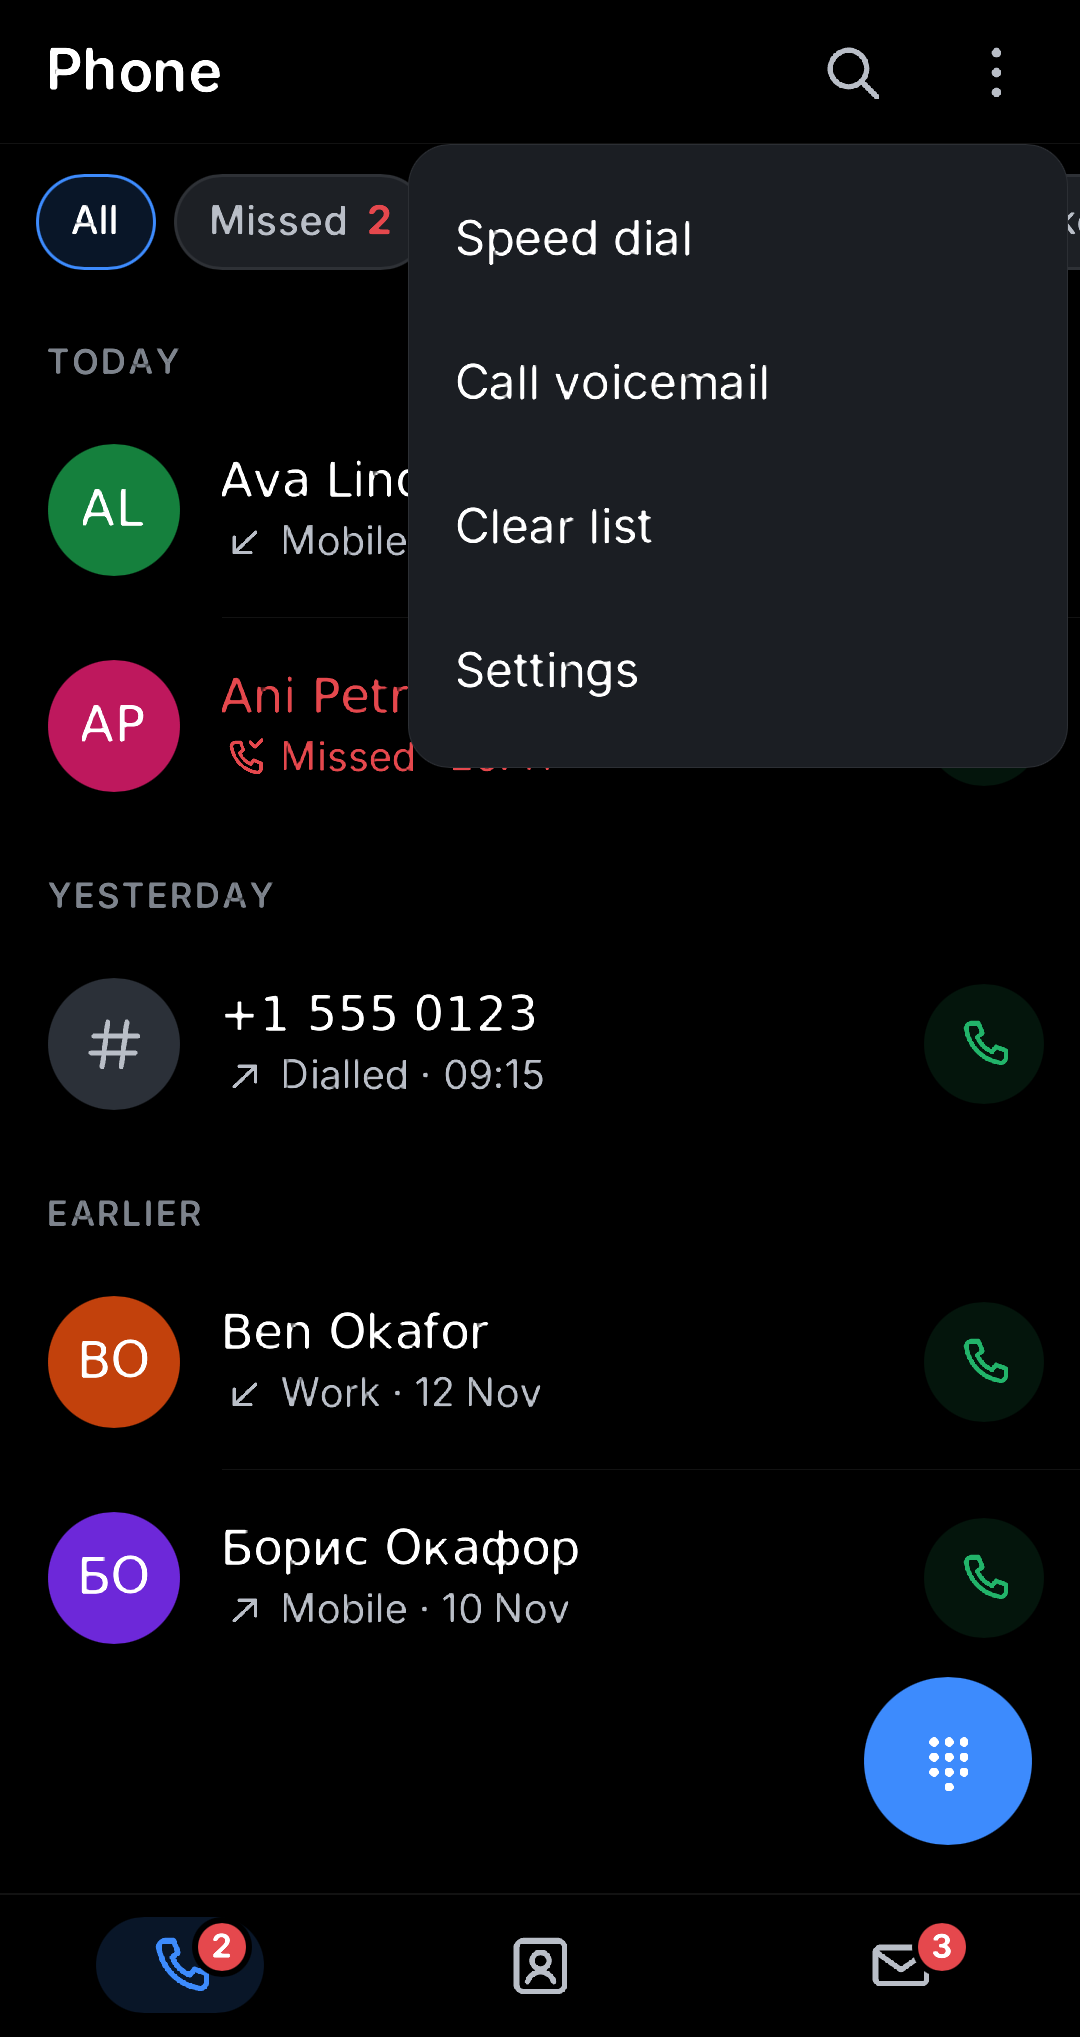 Phone
All
Missed 2
Speed dial
Call voicemail
Clear list
Settings
TODAY
AL
Ava
Mobile
AP
Ani
Missed
YESTERDAY
#
+1 555 0123
Dialled · 09:15
EARLIER
BO
Ben Okafor
Work · 12 Nov
БО
Борис Окафор
Mobile · 10 Nov
2
3